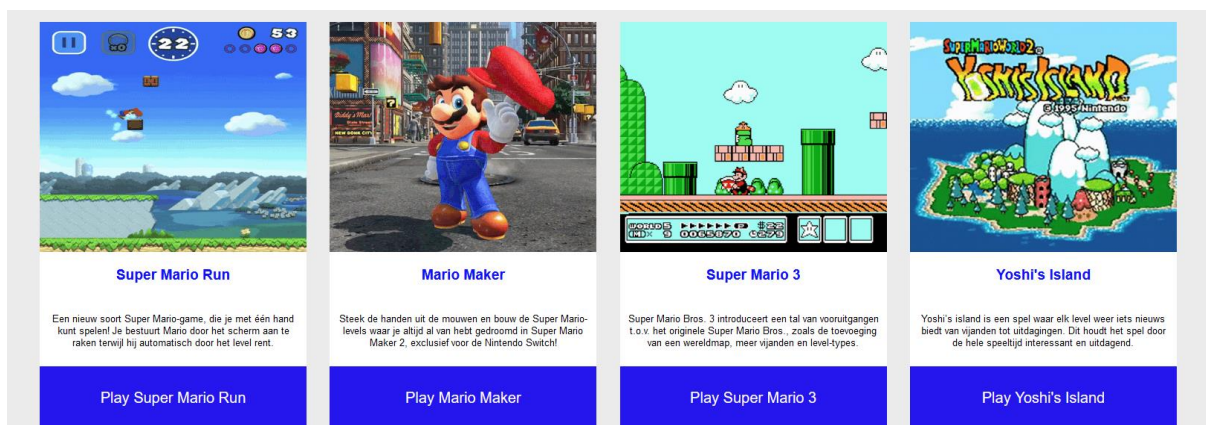 22
53
x0
Super Mario Run
Een nieuw soort Super Mario-game, die je met één hand
kunt spelen! Je bestuurt Mario door het scherm aan te
raken terwijl hij automatisch door het level rent.
Play Super Mario Run
NEW DONK CITY
Mario Maker
Steek de handen uit de mouwen en bouw de Super Mario-
levels waar je altijd al van hebt gedroomd in Super Mario
Maker 2, exclusief voor de Nintendo Switch!
Play Mario Maker
WORLD 5
P
0065870
Super Mario 3
Super Mario Bros. 3 introduceert een tal van vooruitgangen
t.o.v. het originele Super Mario Bros., zoals de toevoeging
van een wereldmap, meer vijanden en level-types.
Play Super Mario 3
SUPER MARIO WORLD 2
YOSHI'S ISLAND
© 1995 Nintendo
Yoshi's Island
Yoshi's island is een spel waar elk level weer iets nieuws
biedt van vijanden tot uitdagingen. Dit houdt het spel door
de hele speeltijd interessant en uitdagend.
Play Yoshi's Island